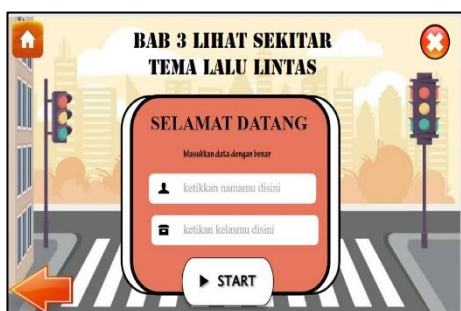 BAB 3 LIHAT SEKITAR
TEMA LALU LINTAS
SELAMAT DATANG
Masukkan data dengan benar
ketikkan namamu disini
ketikan kelasmu disini
START